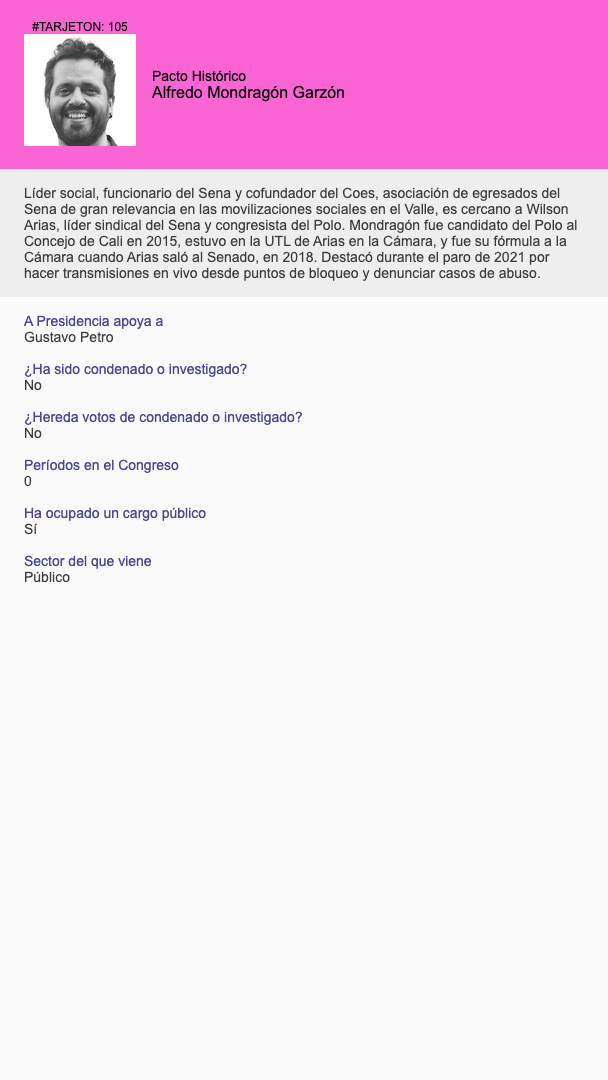 #TARJETON: 105
Pacto Histórico
Alfredo Mondragón Garzón
Líder social, funcionario del Sena y cofundador del Coes, asociación de egresados del
Sena de gran relevancia en las movilizaciones sociales en el Valle, es cercano a Wilson
Arias, líder sindical del Sena y congresista del Polo. Mondragón fue candidato del Polo al
Concejo de Cali en 2015, estuvo en la UTL de Arias en la Cámara, y fue su fórmula a la
Cámara cuando Arias saló al Senado, en 2018. Destacó durante el paro de 2021 por
hacer transmisiones en vivo desde puntos de bloqueo y denunciar casos de abuso.
A Presidencia apoya a
Gustavo Petro
¿Ha sido condenado o investigado?
No
¿Hereda votos de condenado o investigado?
No
Períodos en el Congreso
0
Ha ocupado un cargo público
Sí
Sector del que viene
Público